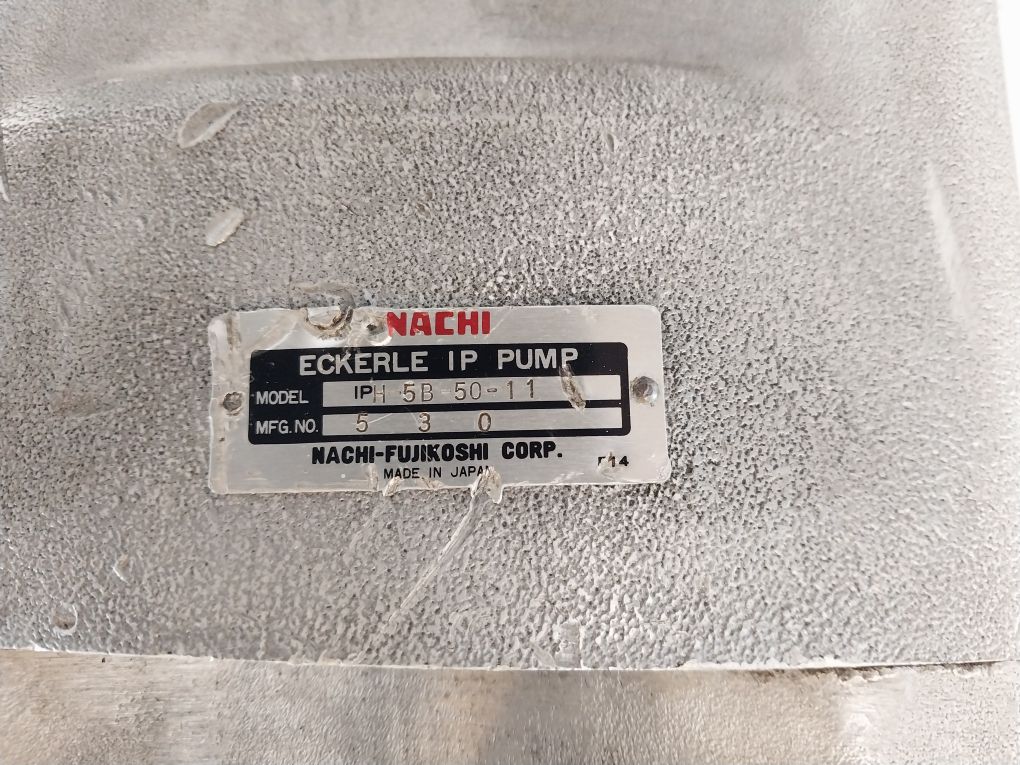 NACHI
ECKERLE IP PUMP
MODEL IPH 5B-50-11
MFG. NO. 5 3 0
NACHI-FUJIKOSHI CORP.
MADE IN JAPAN